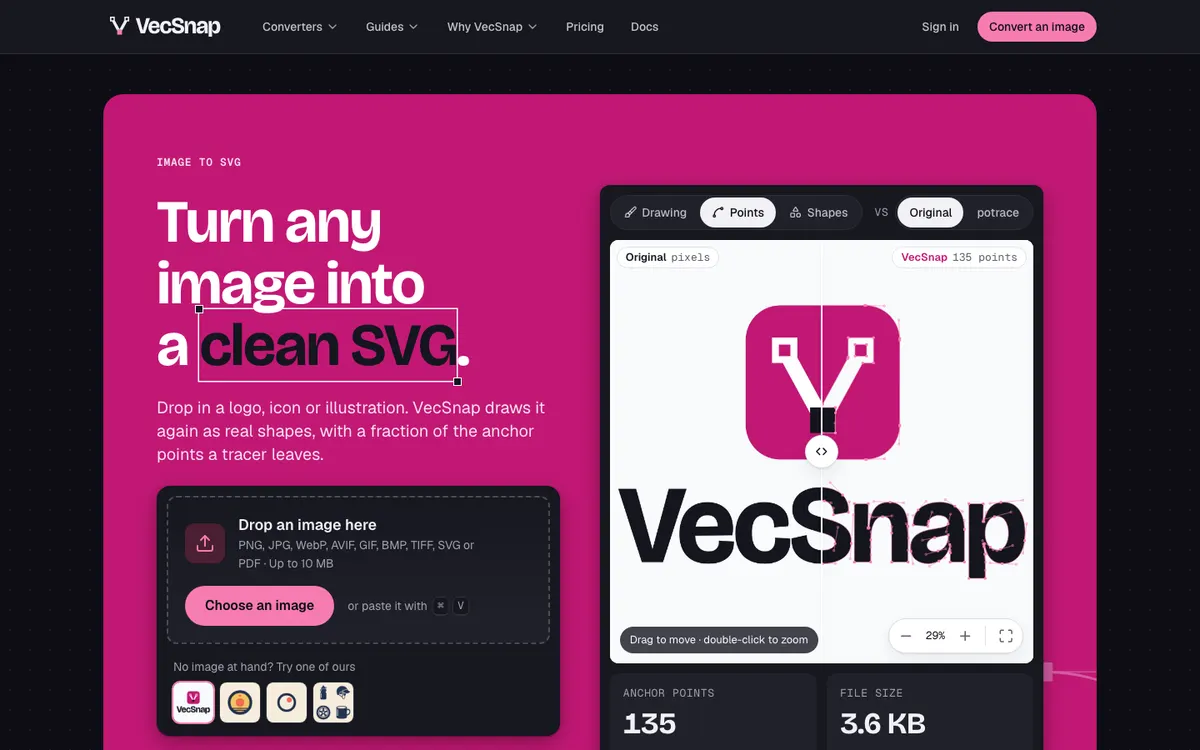 VecSnap
Converters
Guides
Why VecSnap
Pricing
Docs
Sign in
Convert an image
IMAGE TO SVG
Turn any
image into
a clean SVG.
Drop in a logo, icon or illustration. VecSnap draws it
again as real shapes, with a fraction of the anchor
points a tracer leaves.
Drop an image here
PNG, JPG, WebP, AVIF, GIF, BMP, TIFF, SVG or
PDF · Up to 10 MB
Choose an image
or paste it with ⌘ V
No image at hand? Try one of ours
VecSnap
Drawing
Points
Shapes
VS
Original
potrace
Original pixels
VecSnap 135 points
VecSnap
Drag to move · double-click to zoom
29%
ANCHOR POINTS
135
FILE SIZE
3.6 KB